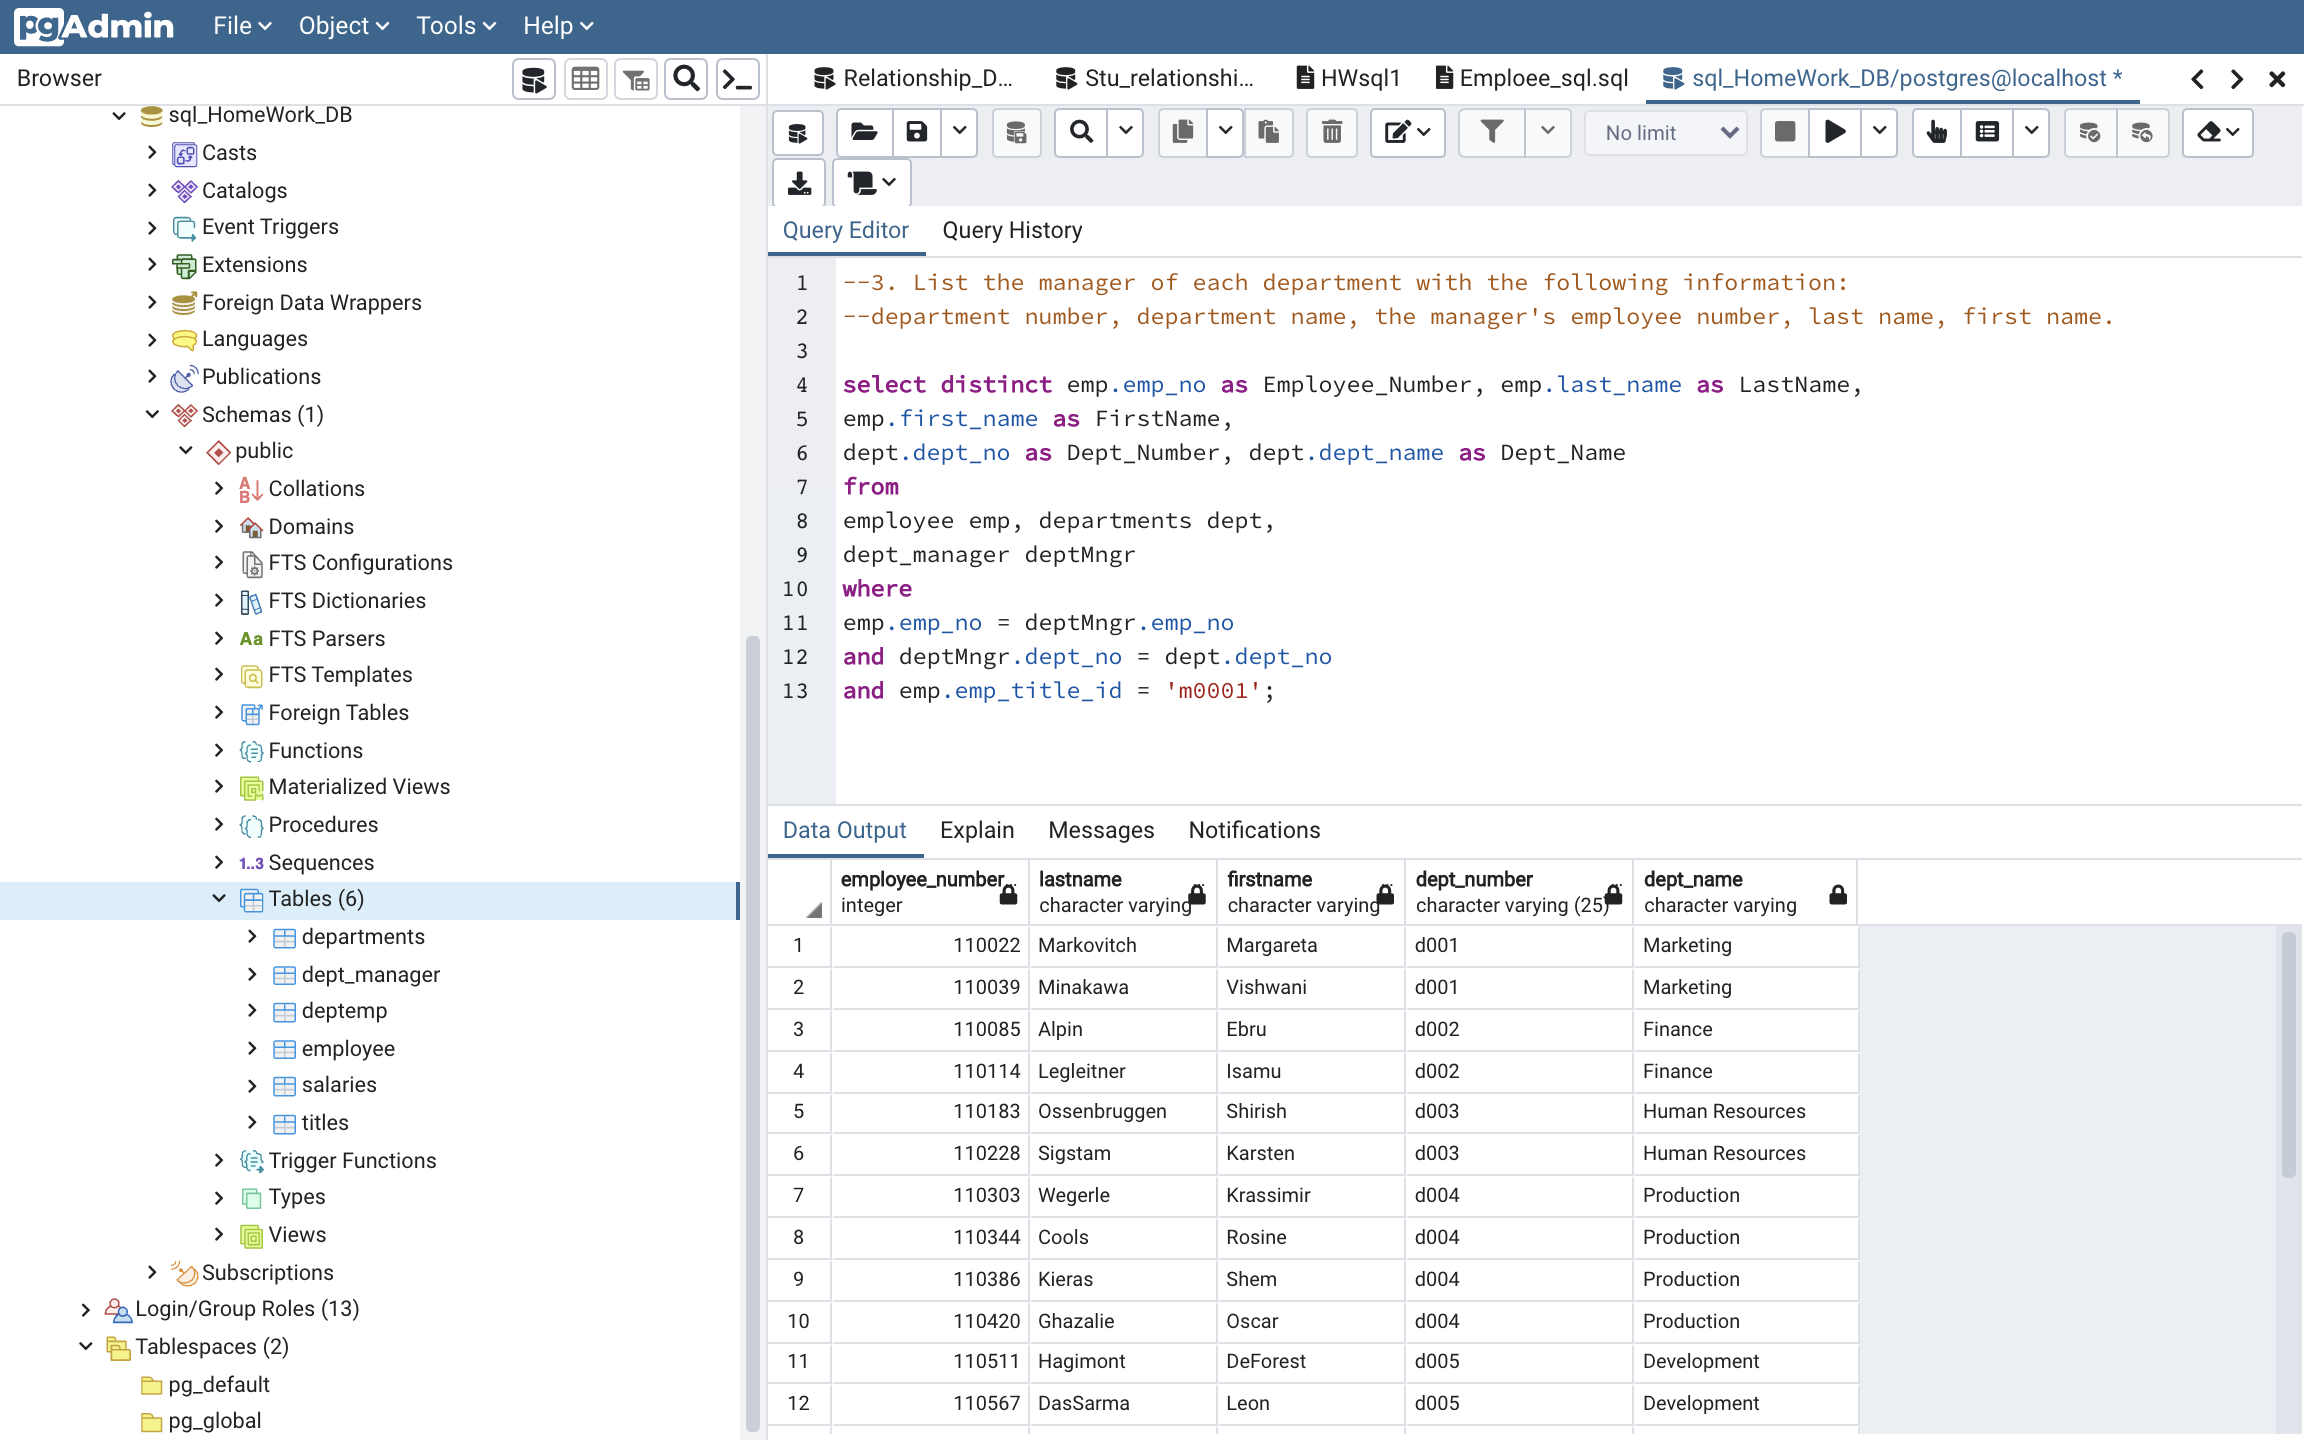 pgAdmin File Object Tools Help
Browser
sql_HomeWork_DB
Casts
Catalogs
Event Triggers
Extensions
Foreign Data Wrappers
Languages
Publications
Schemas (1)
public
Collations
Domains
FTS Configurations
FTS Dictionaries
Aa FTS Parsers
FTS Templates
Foreign Tables
Functions
Materialized Views
Procedures
1..3 Sequences
Tables (6)
departments
dept_manager
deptemp
employee
salaries
titles
Trigger Functions
Types
Views
Subscriptions
Login/Group Roles (13)
Tablespaces (2)
pg_default
pg_global
Relationship_D... Stu_relationshi... HWsql1 Emploee_sql.sql sql_HomeWork_DB/postgres@localhost *
No limit
Query Editor Query History
1 --3. List the manager of each department with the following information:
2 --department number, department name, the manager's employee number, last name, first name.
3
4 select distinct emp.emp_no as Employee_Number, emp.last_name as LastName,
5 emp.first_name as FirstName,
6 dept.dept_no as Dept_Number, dept.dept_name as Dept_Name
7 from
8 employee emp, departments dept,
9 dept_manager deptMngr
10 where
11 emp.emp_no = deptMngr.emp_no
12 and deptMngr.dept_no = dept.dept_no
13 and emp.emp_title_id = 'm0001';
Data Output Explain Messages Notifications
employee_number lastname firstname dept_number dept_name
integer character varying character varying character varying (25) character varying
1 110022 Markovitch Margareta d001 Marketing
2 110039 Minakawa Vishwani d001 Marketing
3 110085 Alpin Ebru d002 Finance
4 110114 Legleitner Isamu d002 Finance
5 110183 Ossenbruggen Shirish d003 Human Resources
6 110228 Sigstam Karsten d003 Human Resources
7 110303 Wegerle Krassimir d004 Production
8 110344 Cools Rosine d004 Production
9 110386 Kieras Shem d004 Production
10 110420 Ghazalie Oscar d004 Production
11 110511 Hagimont DeForest d005 Development
12 110567 DasSarma Leon d005 Development